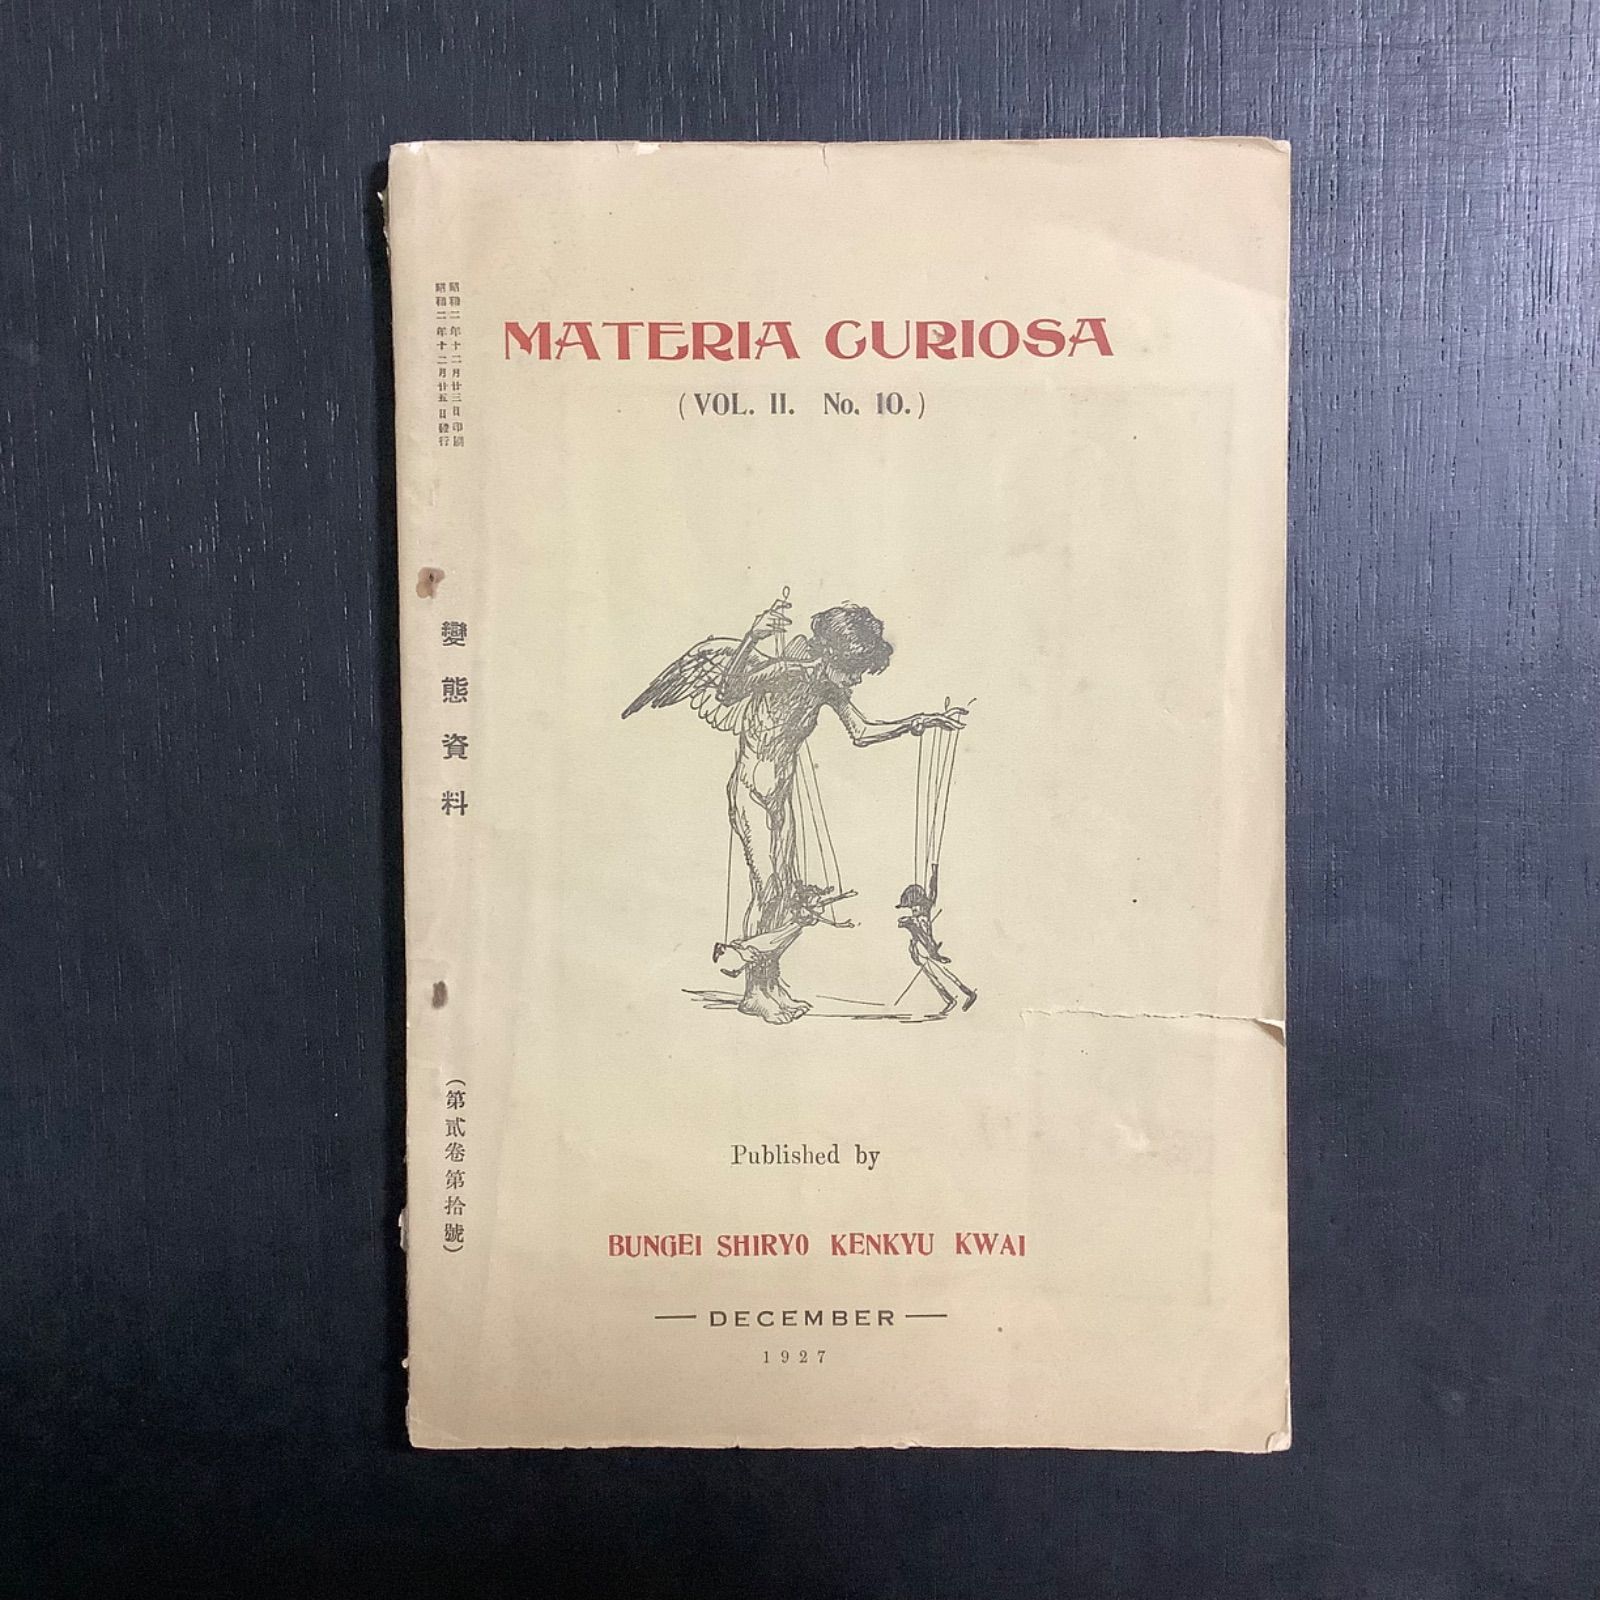 昭和二年十二月廿三日印刷
昭和二年十二月廿五日發行
變態資料
（第貳卷第拾號）
MATERIA CURIOSA
(VOL. II. No. 10.)
Published by
BUNGEI SHIRYO KENKYU KWAI
— DECEMBER —
1927